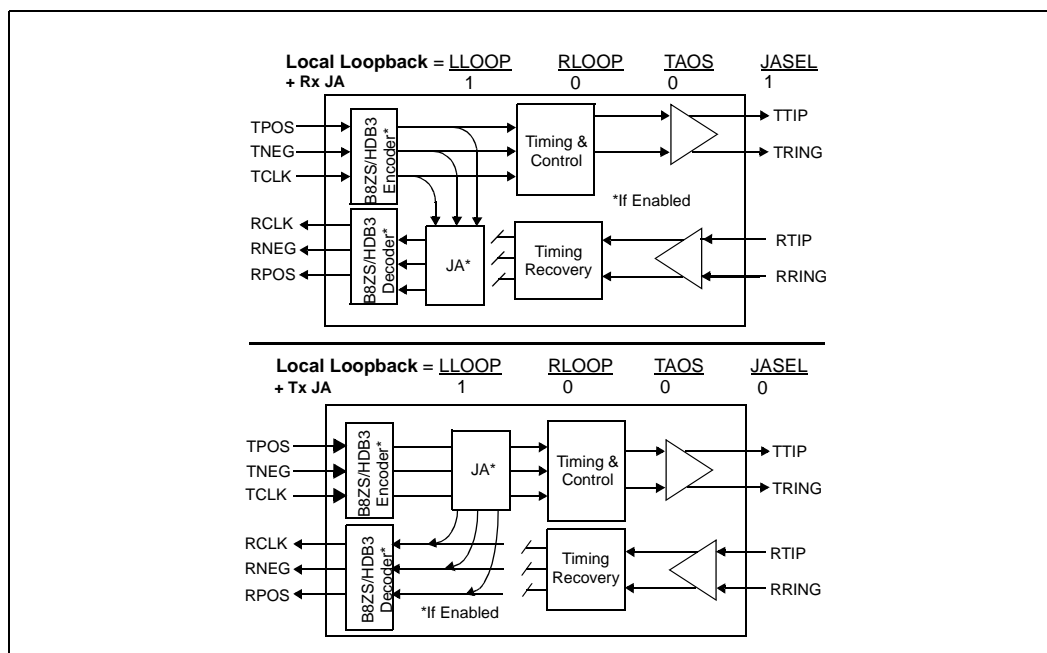 Local Loopback = LLOOP RLOOP TAOS JASEL
+ Rx JA 1 0 0 1
TPOS
TNEG
TCLK
B8ZS/HDB3
Encoder*
Timing &
Control
TTIP
TRING
*If Enabled
RCLK
RNEG
RPOS
B8ZS/HDB3
Decoder*
JA*
Timing
Recovery
RTIP
RRING
Local Loopback = LLOOP RLOOP TAOS JASEL
+ Tx JA 1 0 0 0
TPOS
TNEG
TCLK
B8ZS/HDB3
Encoder*
JA*
Timing &
Control
TTIP
TRING
RCLK
RNEG
RPOS
B8ZS/HDB3
Decoder*
*If Enabled
Timing
Recovery
RTIP
RRING